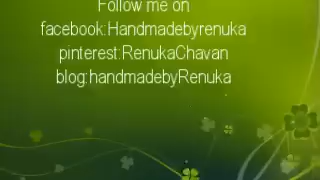 Follow me on
facebook:Handmadebyrenuka
pinterest:RenukaChavan
blog:handmadebyRenuka